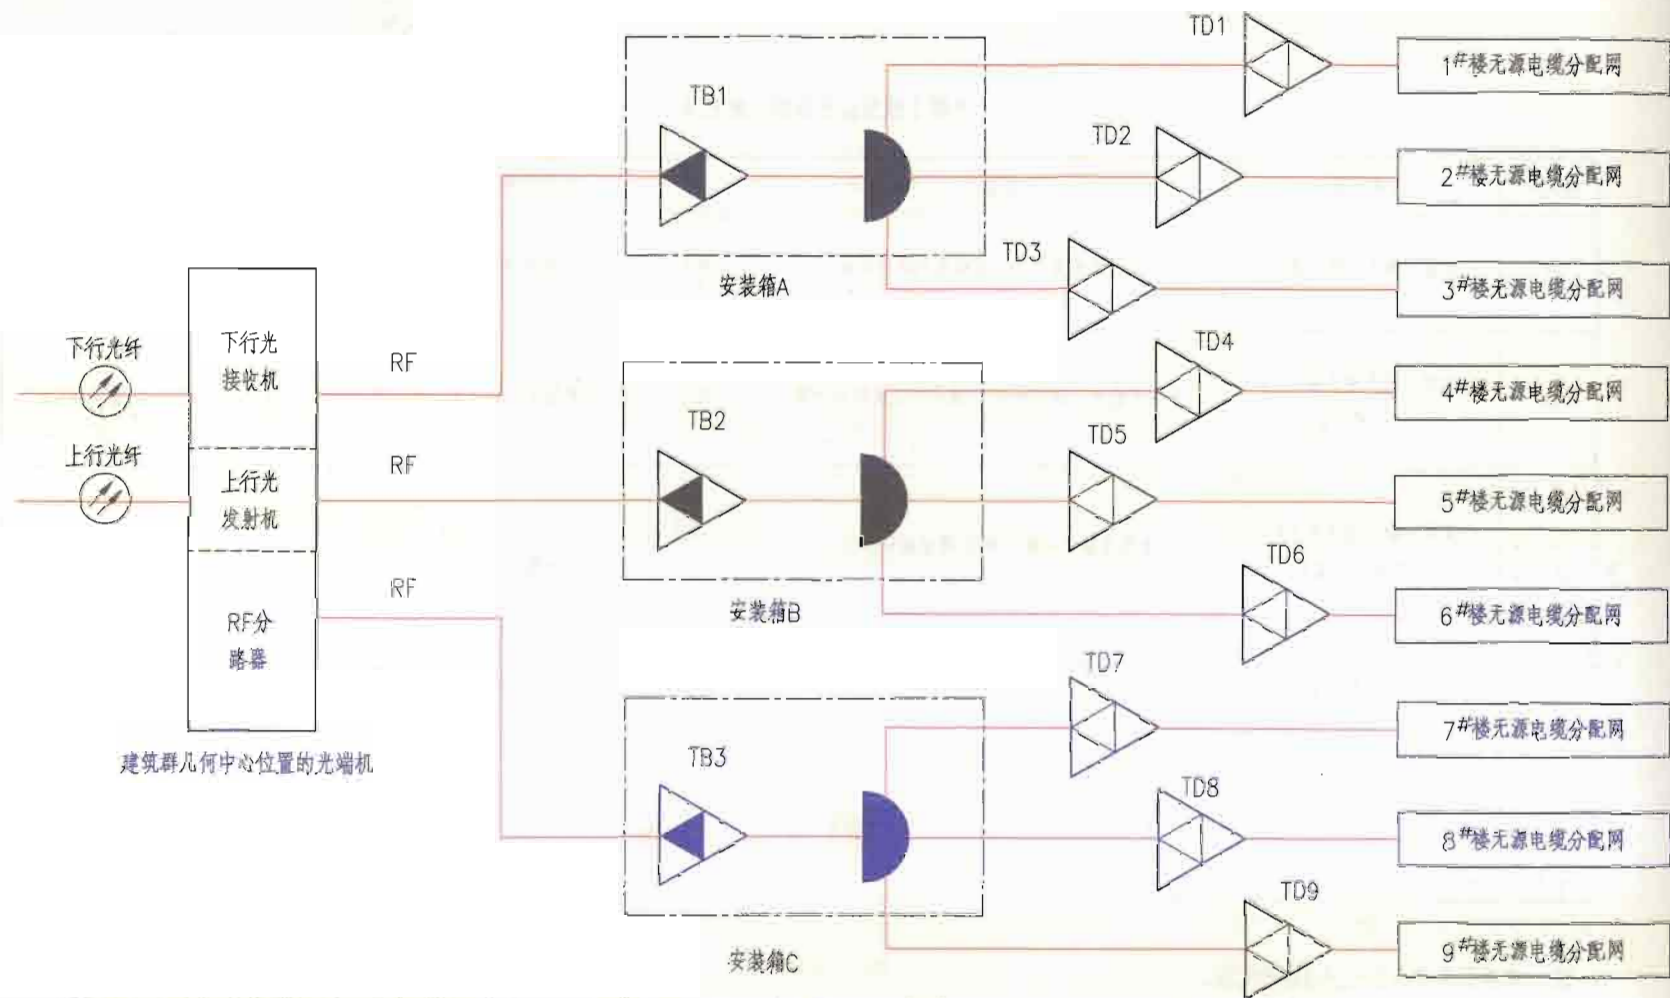 TD1
1#楼无源电缆分配网
TB1
TD2
2#楼无源电缆分配网
TD3
安装箱A
3#楼无源电缆分配网
下行光纤
下行光
接收机
RF
TD4
4#楼无源电缆分配网
TB2
TD5
上行光纤
上行光
发射机
RF
5#楼无源电缆分配网
TD6
RF
安装箱B
6#楼无源电缆分配网
RF分
路器
TD7
7#楼无源电缆分配网
建筑群几何中心位置的光端机
TB3
TD8
8#楼无源电缆分配网
TD9
安装箱C
9#楼无源电缆分配网